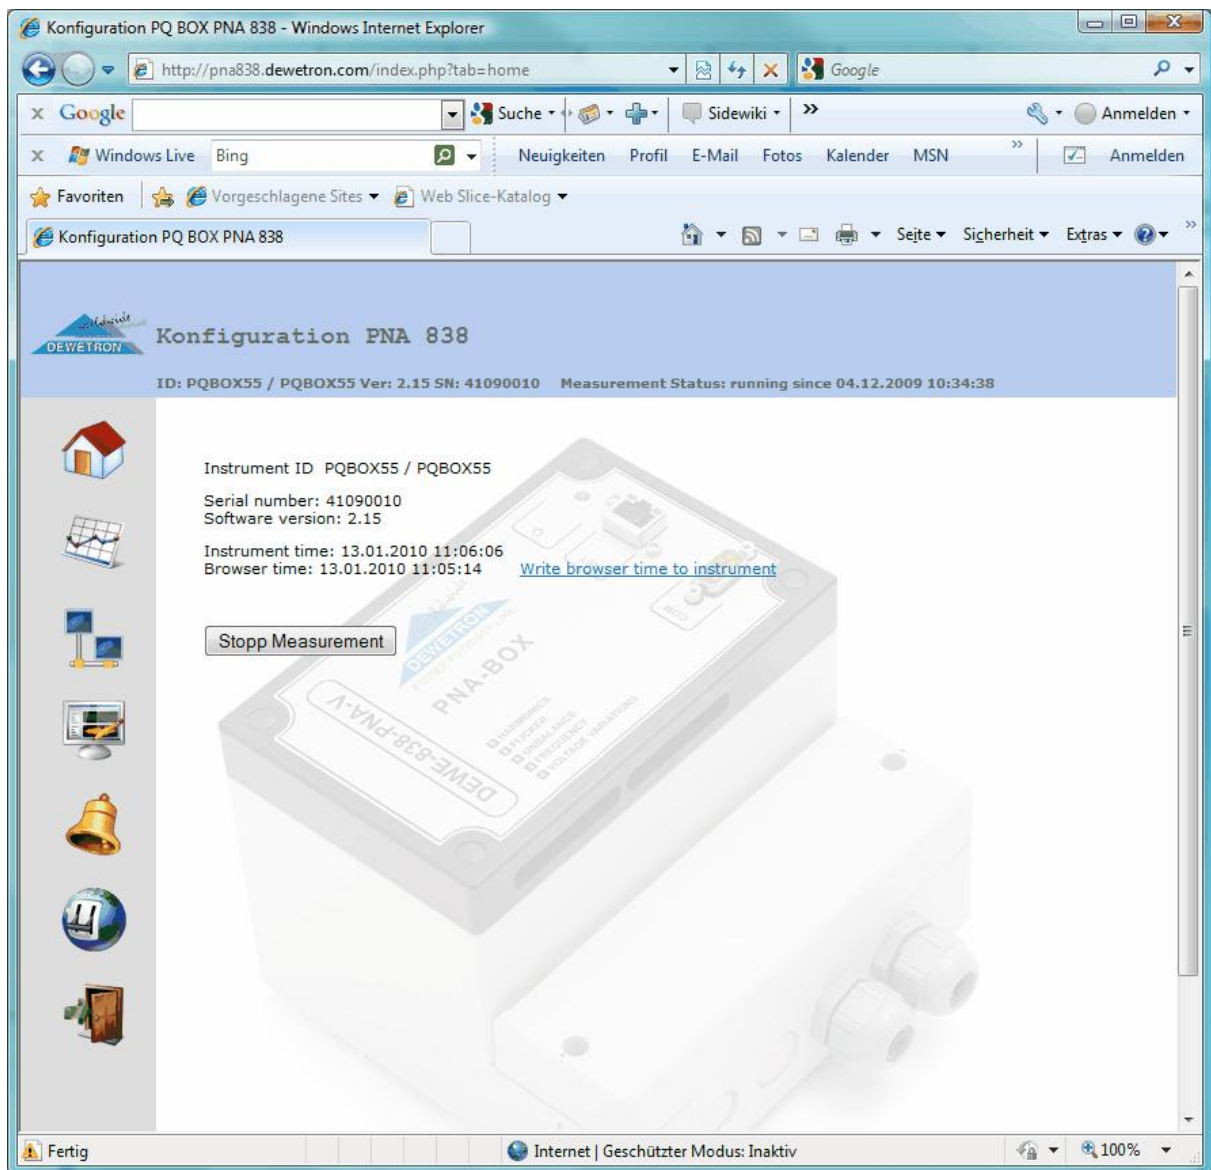 Konfiguration PQ BOX PNA 838 - Windows Internet Explorer
http://pna838.dewetron.com/index.php?tab=home Google
x Google Suche Sidewiki » Anmelden
x Windows Live Bing Neuigkeiten Profil E-Mail Fotos Kalender MSN » Anmelden
Favoriten Vorgeschlagene Sites Web Slice-Katalog
Konfiguration PQ BOX PNA 838 Seite Sicherheit Extras »
DEWETRON
Konfiguration PNA 838
ID: PQBOX55 / PQBOX55 Ver: 2.15 SN: 41090010 Measurement Status: running since 04.12.2009 10:34:38
Instrument ID PQBOX55 / PQBOX55
Serial number: 41090010
Software version: 2.15
Instrument time: 13.01.2010 11:06:06
Browser time: 13.01.2010 11:05:14 Write browser time to instrument
Stopp Measurement
COM
DEWETRON
PNA-BOX
HARMONICS
FLICKER
UNBALANCE
FREQUENCY
VOLTAGE VARIATIONS
DEWE-838-PNA-V
Fertig Internet | Geschützter Modus: Inaktiv 100%